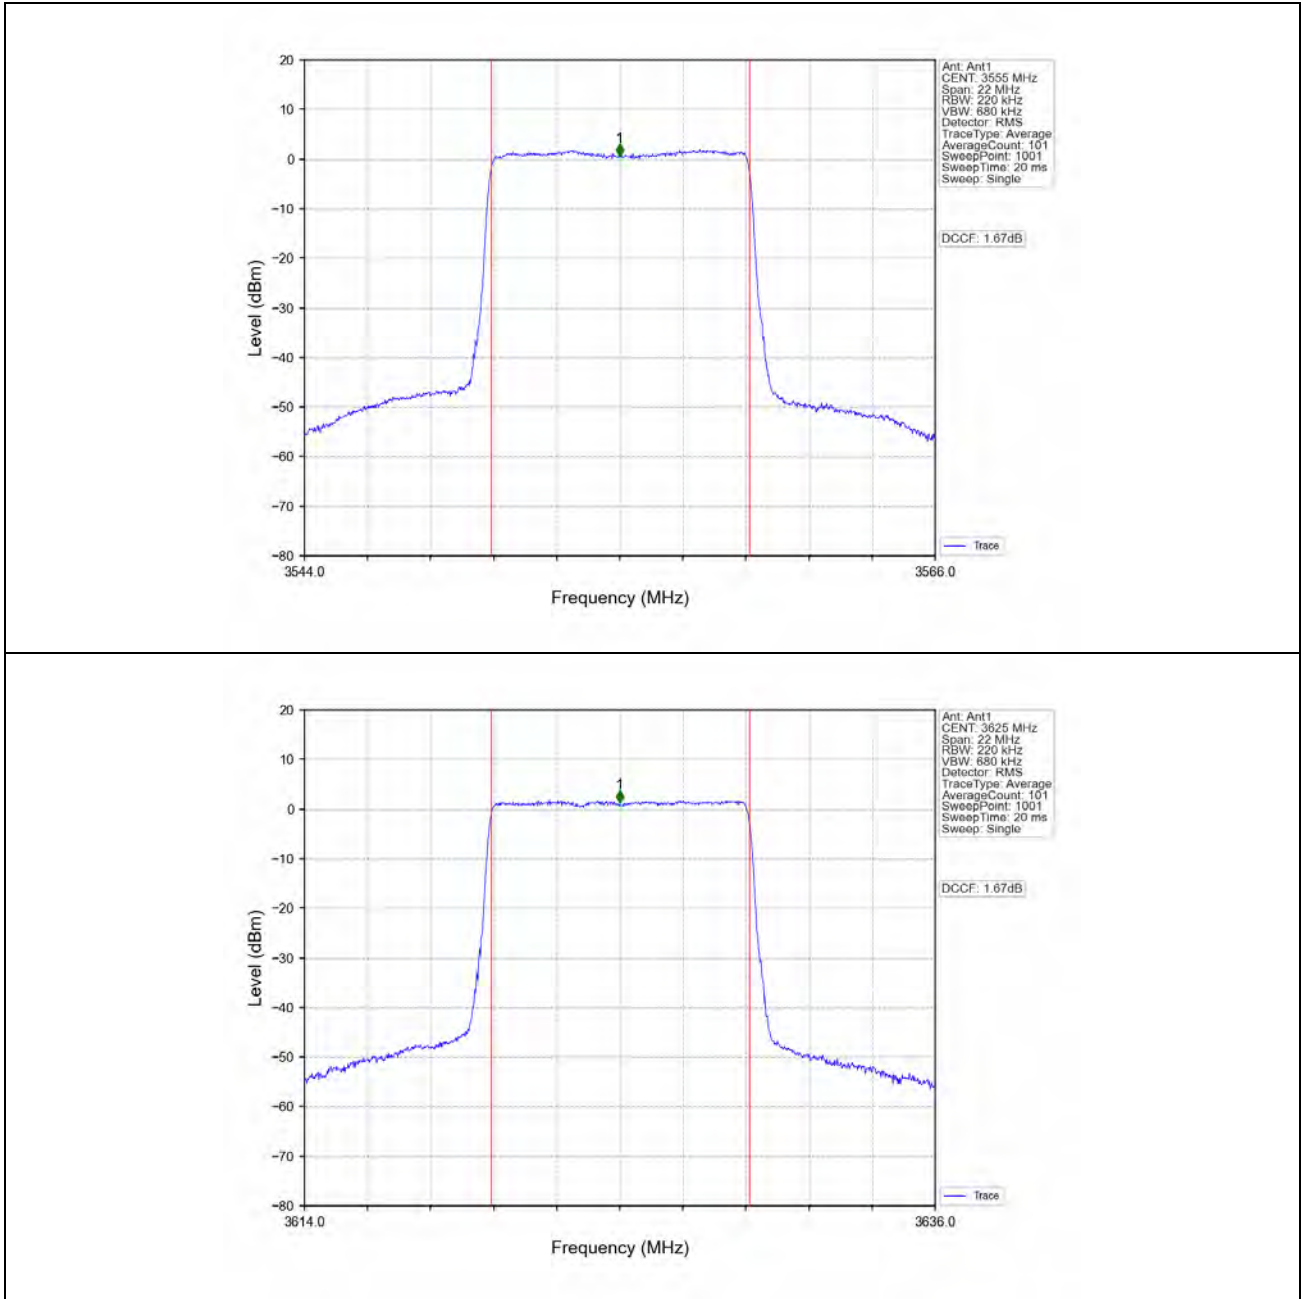 20
10
0
−10
−20
−30
−40
−50
−60
−70
−80
Level (dBm)
1
3544.0
3566.0
Frequency (MHz)
Ant: Ant1
CENT: 3555 MHz
Span: 22 MHz
RBW: 220 kHz
VBW: 680 kHz
Detector: RMS
TraceType: Average
AverageCount: 101
SweepPoint: 1001
SweepTime: 20 ms
Sweep: Single
DCCF: 1.67dB
Trace
20
10
0
−10
−20
−30
−40
−50
−60
−70
−80
Level (dBm)
1
3614.0
3636.0
Frequency (MHz)
Ant: Ant1
CENT: 3625 MHz
Span: 22 MHz
RBW: 220 kHz
VBW: 680 kHz
Detector: RMS
TraceType: Average
AverageCount: 101
SweepPoint: 1001
SweepTime: 20 ms
Sweep: Single
DCCF: 1.67dB
Trace